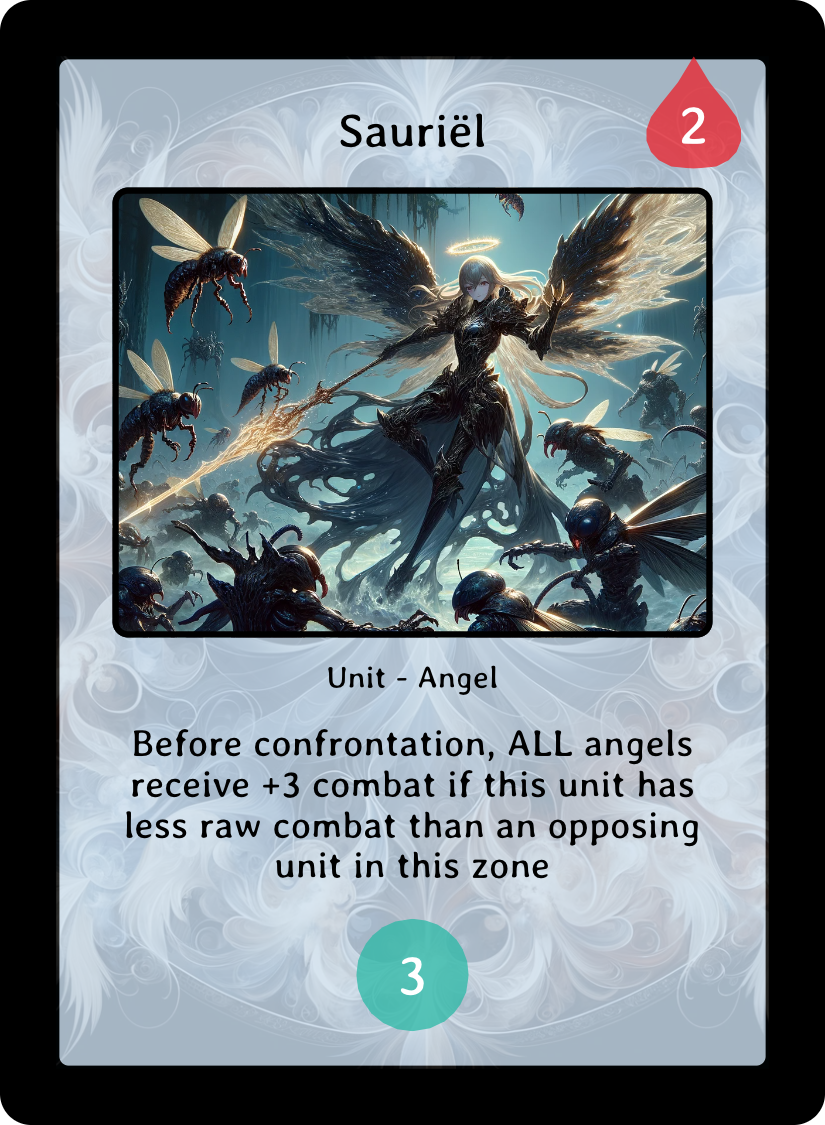 Sauriël
2
Unit - Angel
Before confrontation, ALL angels
receive +3 combat if this unit has
less raw combat than an opposing
unit in this zone
3